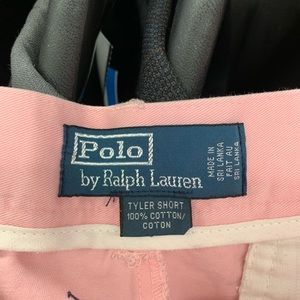 Polo
by Ralph Lauren
MADE IN
SRI LANKA
FAIT AU
SRI LANKA
TYLER SHORT
100% COTTON/
COTON